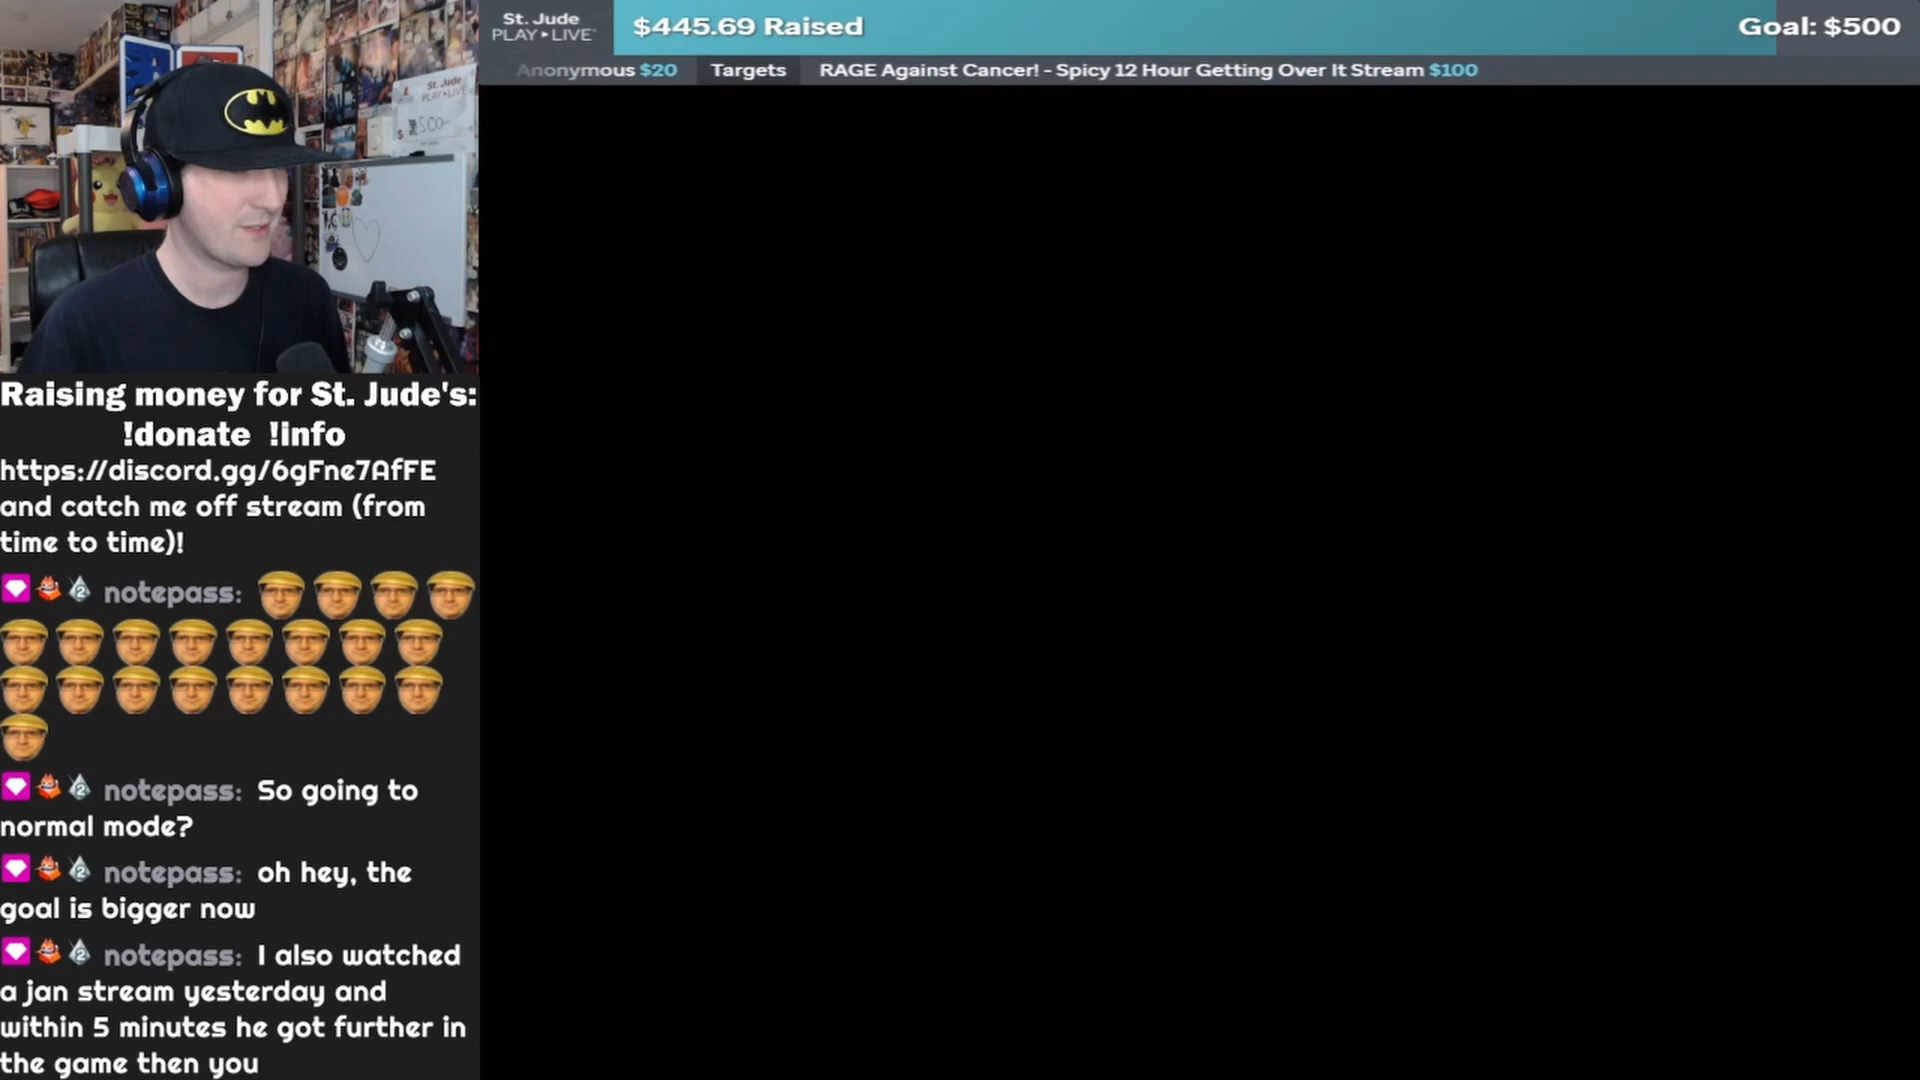 St. Jude
PLAY LIVE
$445.69 Raised
Goal: $500
Anonymous $20
Targets
RAGE Against Cancer! - Spicy 12 Hour Getting Over It Stream $100
St. Jude
PLAY LIVE
Raising money for St. Jude's:
!donate !info
https://discord.gg/6gFne7AfFE
and catch me off stream (from
time to time)!
notepass:
notepass: So going to
normal mode?
notepass: oh hey, the
goal is bigger now
notepass: I also watched
a jan stream yesterday and
within 5 minutes he got further in
the game then you